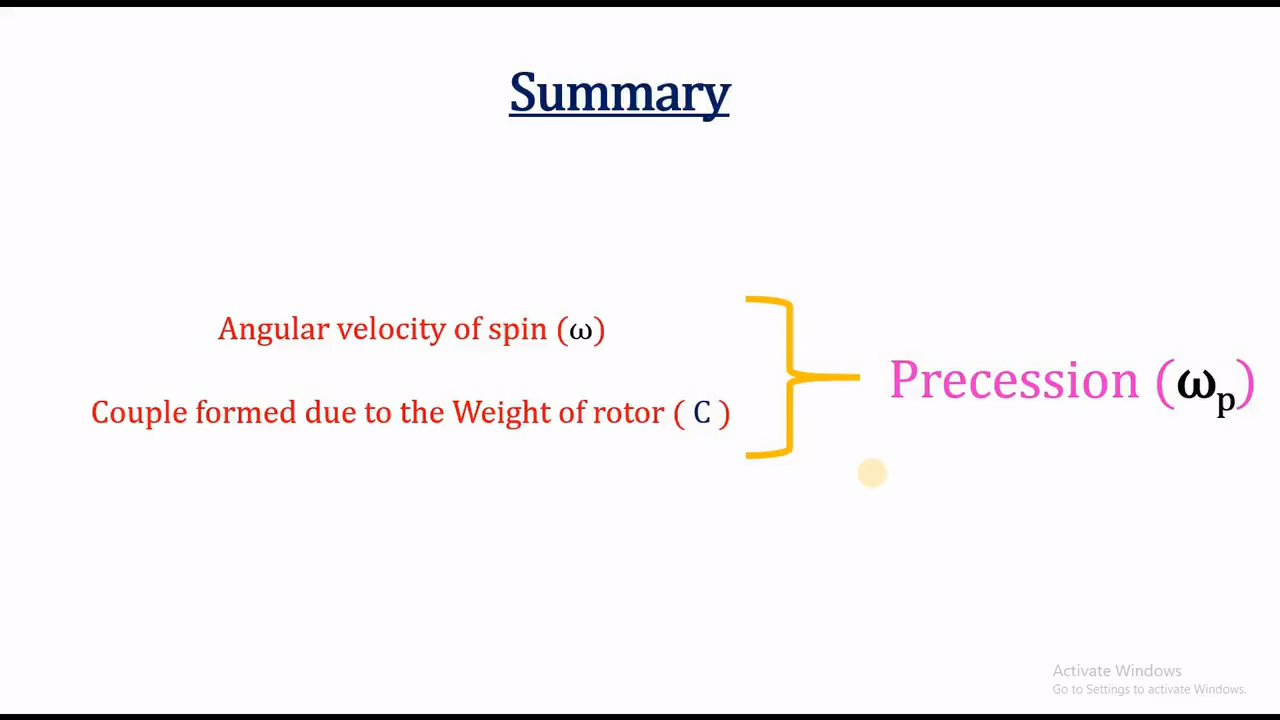 Summary
Angular velocity of spin (ω)
Couple formed due to the Weight of rotor ( C )
Precession (ωp)
Activate Windows
Go to Settings to activate Windows.